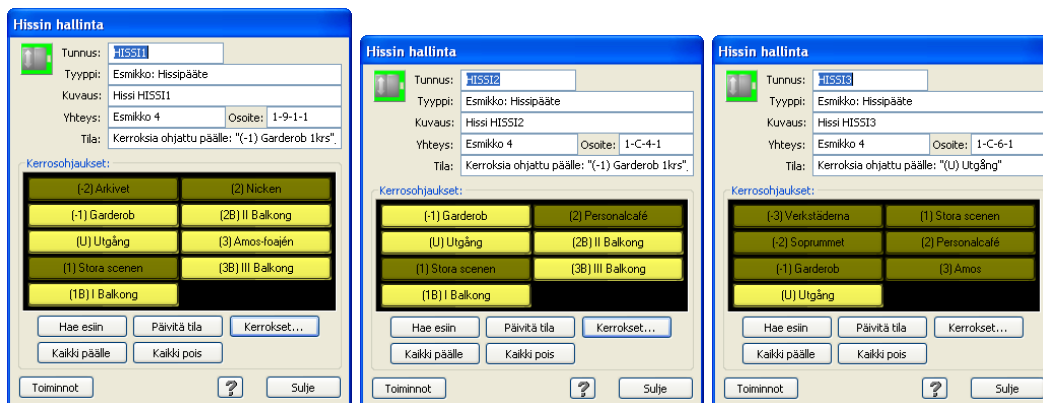 Hissin hallinta
Tunnus: HISSI1
Tyyppi: Esmikko: Hissipääte
Kuvaus: Hissi HISSI1
Yhteys: Esmikko 4 Osoite: 1-9-1-1
Tila: Kerroksia ohjattu päälle: "(-1) Garderob 1krs",
Kerrosohjaukset:
(-2) Arkivet (2) Nicken
(-1) Garderob (2B) II Balkong
(U) Utgång (3) Amos-foajén
(1) Stora scenen (3B) III Balkong
(1B) I Balkong
Hae esiin Päivitä tila Kerrokset...
Kaikki päälle Kaikki pois
Toiminnot ? Sulje
Hissin hallinta
Tunnus: HISSI2
Tyyppi: Esmikko: Hissipääte
Kuvaus: Hissi HISSI2
Yhteys: Esmikko 4 Osoite: 1-C-4-1
Tila: Kerroksia ohjattu päälle: "(-1) Garderob 1krs",
Kerrosohjaukset:
(-1) Garderob (2) Personalcafé
(U) Utgång (2B) II Balkong
(1) Stora scenen (3B) III Balkong
(1B) I Balkong
Hae esiin Päivitä tila Kerrokset...
Kaikki päälle Kaikki pois
Toiminnot ? Sulje
Hissin hallinta
Tunnus: HISSI3
Tyyppi: Esmikko: Hissipääte
Kuvaus: Hissi HISSI3
Yhteys: Esmikko 4 Osoite: 1-C-6-1
Tila: Kerroksia ohjattu päälle: "(U) Utgång"
Kerrosohjaukset:
(-3) Verkstäderna (1) Stora scenen
(-2) Soprummet (2) Personalcafé
(-1) Garderob (3) Amos
(U) Utgång
Hae esiin Päivitä tila Kerrokset...
Kaikki päälle Kaikki pois
Toiminnot ? Sulje